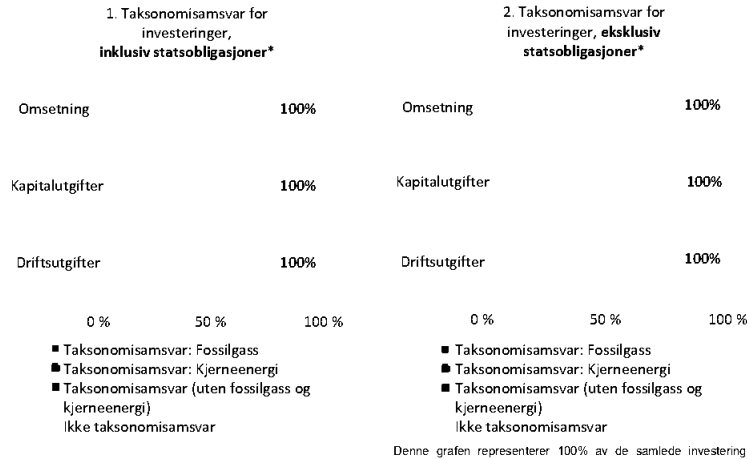 1. Taksonomisamsvar for
investeringer,
inklusiv statsobligasjoner*
Omsetning 100%
Kapitalutgifter 100%
Driftsutgifter 100%
0 % 50 % 100 %
Taksonomisamsvar: Fossilgass
Taksonomisamsvar: Kjerneenergi
Taksonomisamsvar (uten fossilgass og
kjerneenergi)
Ikke taksonomisamsvar
2. Taksonomisamsvar for
investeringer, eksklusiv
statsobligasjoner*
Omsetning 100%
Kapitalutgifter 100%
Driftsutgifter 100%
0 % 50 % 100 %
Taksonomisamsvar: Fossilgass
Taksonomisamsvar: Kjerneenergi
Taksonomisamsvar (uten fossilgass og
kjerneenergi)
Ikke taksonomisamsvar
Denne grafen representerer 100% av de samlede investering